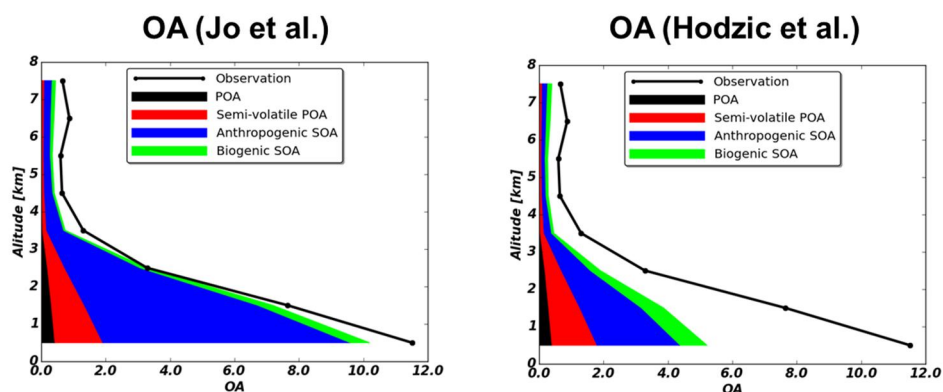 OA (Jo et al.)
8
7
6
5
4
3
2
1
0
Alitude [km]
Observation
POA
Semi-volatile POA
Anthropogenic SOA
Biogenic SOA
0.0 2.0 4.0 6.0 8.0 10.0 12.0
OA
OA (Hodzic et al.)
8
7
6
5
4
3
2
1
0
Alitude [km]
Observation
POA
Semi-volatile POA
Anthropogenic SOA
Biogenic SOA
0.0 2.0 4.0 6.0 8.0 10.0 12.0
OA